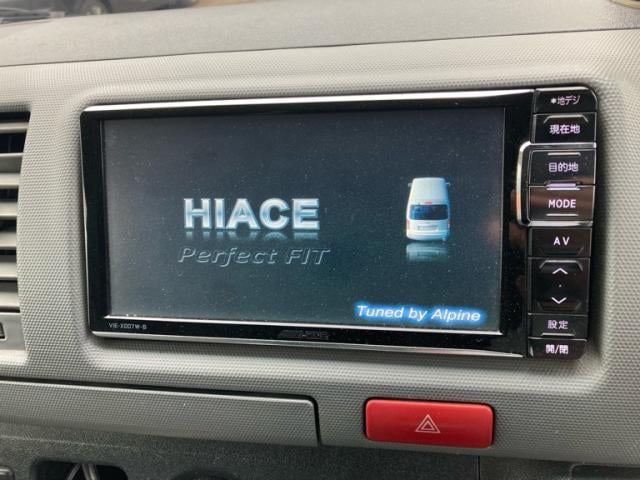 HIACE
Perfect FIT
Tuned by Alpine
VIE-X007W-B
ALPINE
*地デジ
現在地
目的地
MODE
AV
設定
開/閉